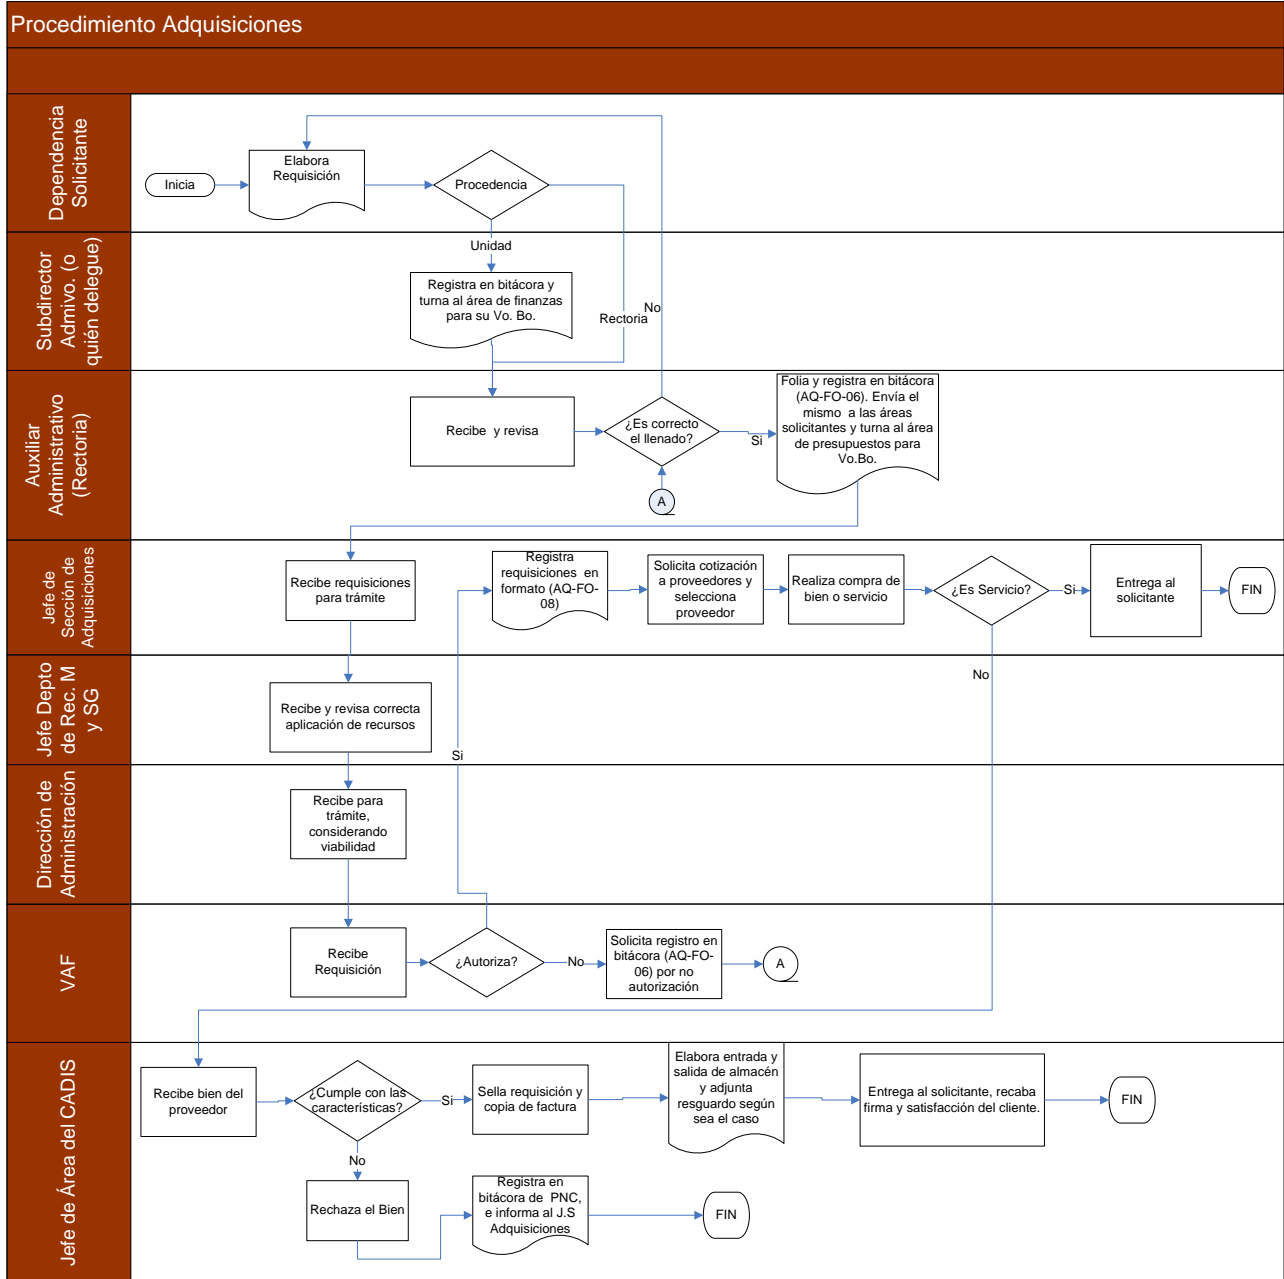 Procedimiento Adquisiciones
Dependencia
Solicitante
Inicia
Elabora
Requisición
Procedencia
Unidad
Rectoria
No
Subdirector
Admivo. (o
quién delegue)
Registra en bitácora y
turna al área de finanzas
para su Vo. Bo.
Auxiliar
Administrativo
(Rectoria)
Recibe y revisa
¿Es correcto
el llenado?
Si
Folia y registra en bitácora
(AQ-FO-06). Envía el
mismo a las áreas
solicitantes y turna al área
de presupuestos para
Vo.Bo.
A
Jefe de
Sección de
Adquisiciones
Recibe requisiciones
para trámite
Registra
requisiciones en
formato (AQ-FO-
08)
Solicita cotización
a proveedores y
selecciona
proveedor
Realiza compra de
bien o servicio
¿Es Servicio?
Si
Entrega al
solicitante
FIN
No
Jefe Depto
de Rec. M
y SG
Recibe y revisa correcta
aplicación de recursos
Si
Dirección de
Administración
Recibe para
trámite,
considerando
viabilidad
VAF
Recibe
Requisición
¿Autoriza?
No
Solicita registro en
bitácora (AQ-FO-
06) por no
autorización
A
Jefe de Área del CADIS
Recibe bien del
proveedor
¿Cumple con las
características?
Si
Sella requisición y
copia de factura
Elabora entrada y
salida de almacén
y adjunta
resguardo según
sea el caso
Entrega al solicitante, recaba
firma y satisfacción del cliente.
FIN
No
Rechaza el Bien
Registra en
bitácora de PNC,
e informa al J.S
Adquisiciones
FIN